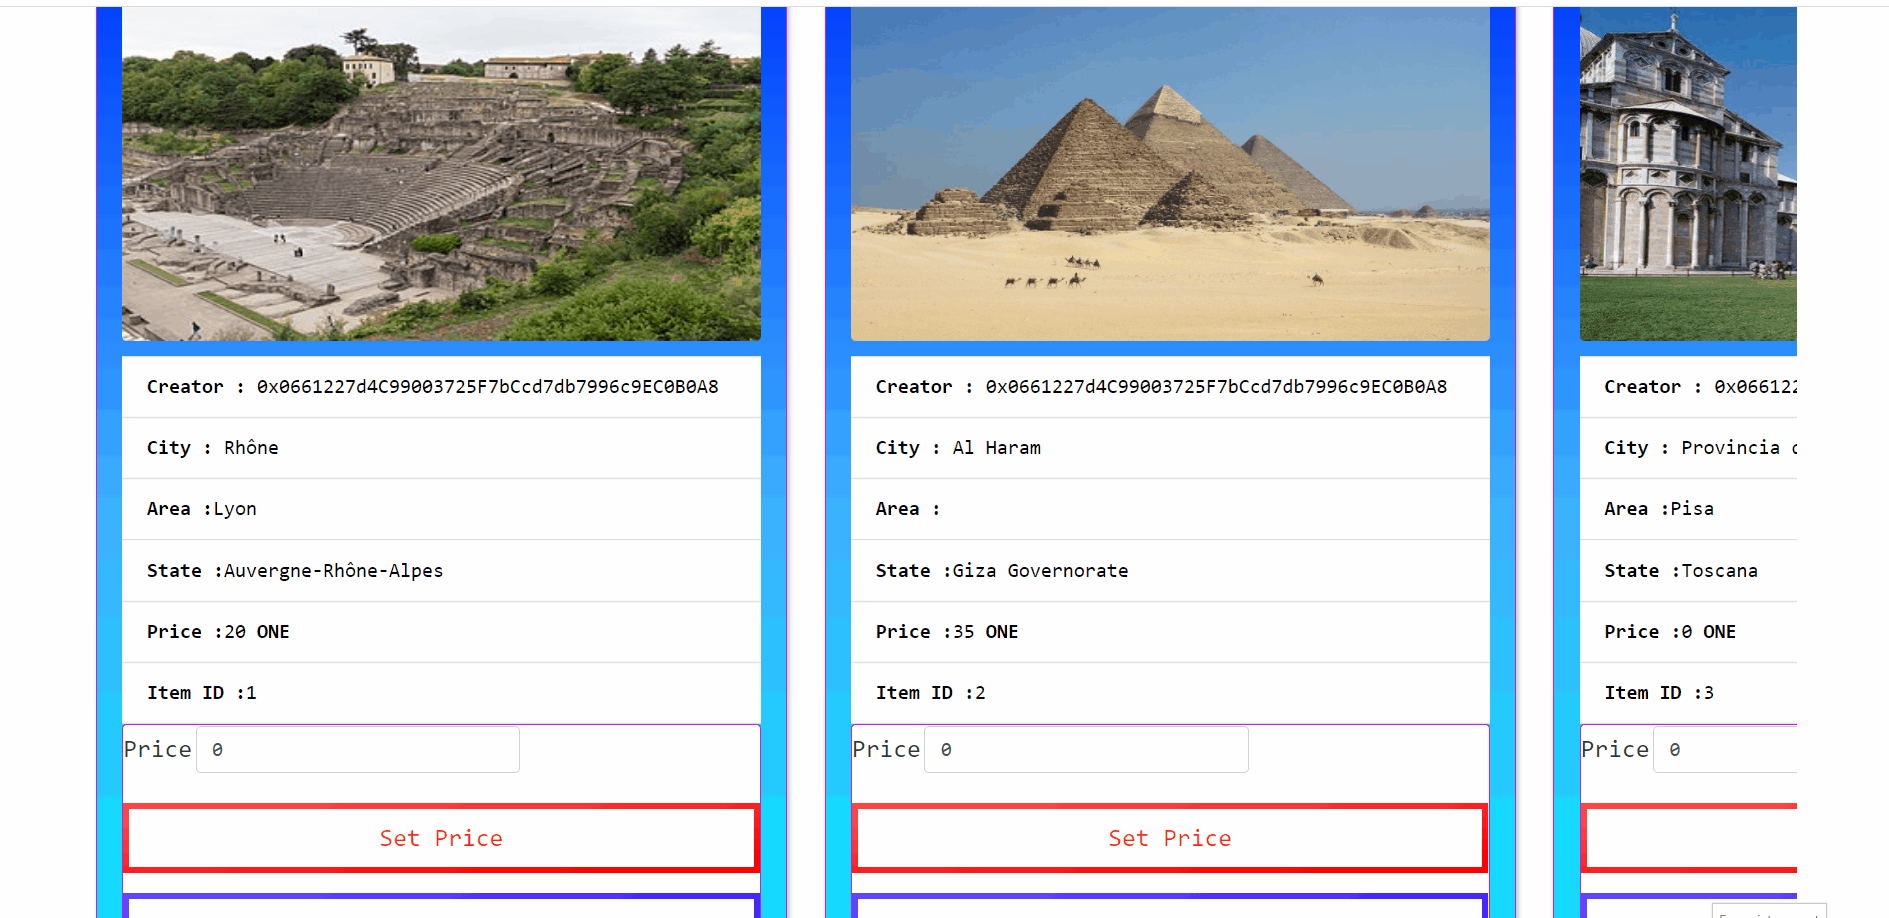 Creator : 0x0661227d4C99003725F7bCcd7db7996c9EC0B0A8
City : Rhône
Area :Lyon
State :Auvergne-Rhône-Alpes
Price :20 ONE
Item ID :1
Price 0
Set Price
Creator : 0x0661227d4C99003725F7bCcd7db7996c9EC0B0A8
City : Al Haram
Area :
State :Giza Governorate
Price :35 ONE
Item ID :2
Price 0
Set Price
Creator : 0x066122
City : Provincia
Area :Pisa
State :Toscana
Price :0 ONE
Item ID :3
Price 0